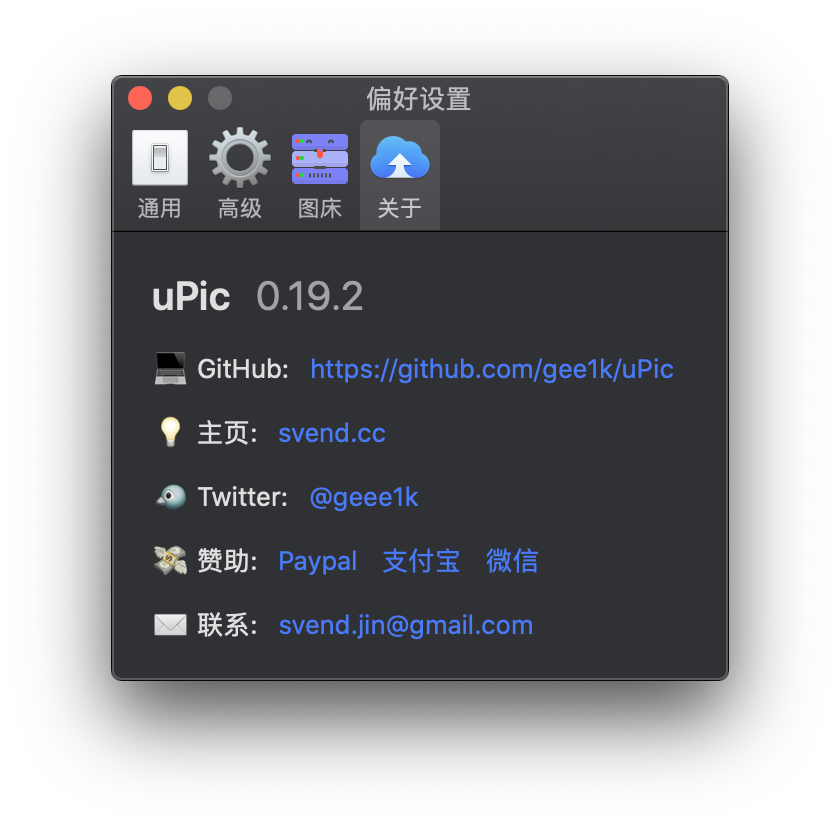 偏好设置
通用 高级 图床 关于
uPic 0.19.2
GitHub: https://github.com/gee1k/uPic
主页: svend.cc
Twitter: @geee1k
赞助: Paypal 支付宝 微信
联系: svend.jin@gmail.com